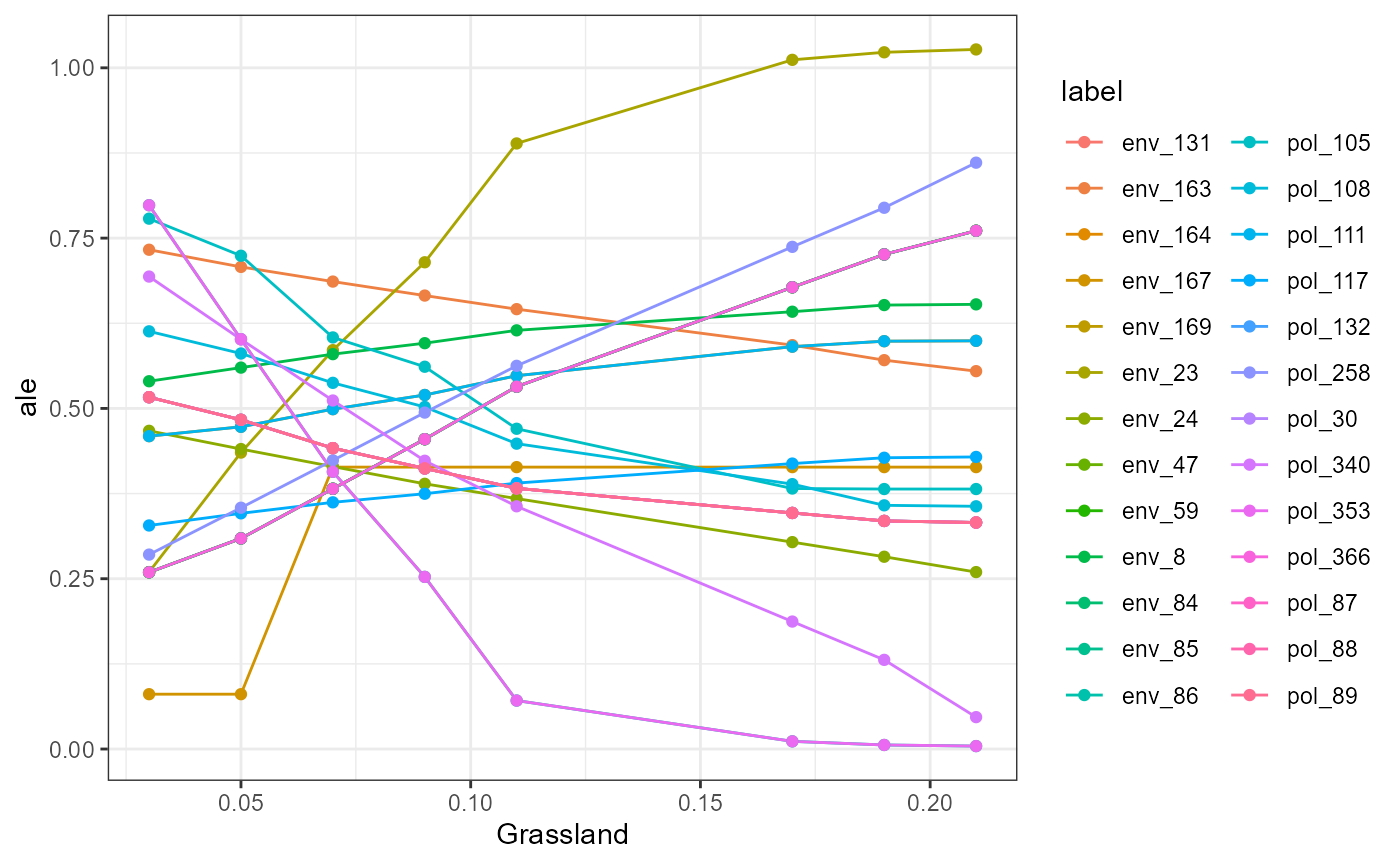 1.00
0.75
0.50
0.25
0.00
ale
0.05 0.10 0.15 0.20
Grassland
label
env_131 pol_105
env_163 pol_108
env_164 pol_111
env_167 pol_117
env_169 pol_132
env_23 pol_258
env_24 pol_30
env_47 pol_340
env_59 pol_353
env_8 pol_366
env_84 pol_87
env_85 pol_88
env_86 pol_89